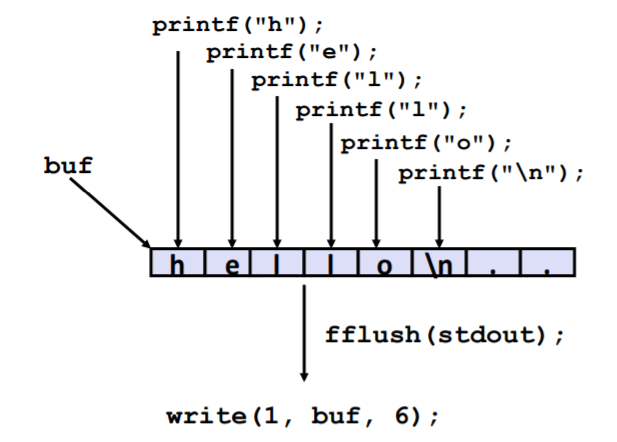 printf("h");
printf("e");
printf("l");
printf("l");
printf("o");
buf
printf("\n");
h e l l o \n . .
fflush(stdout);
write(1, buf, 6);